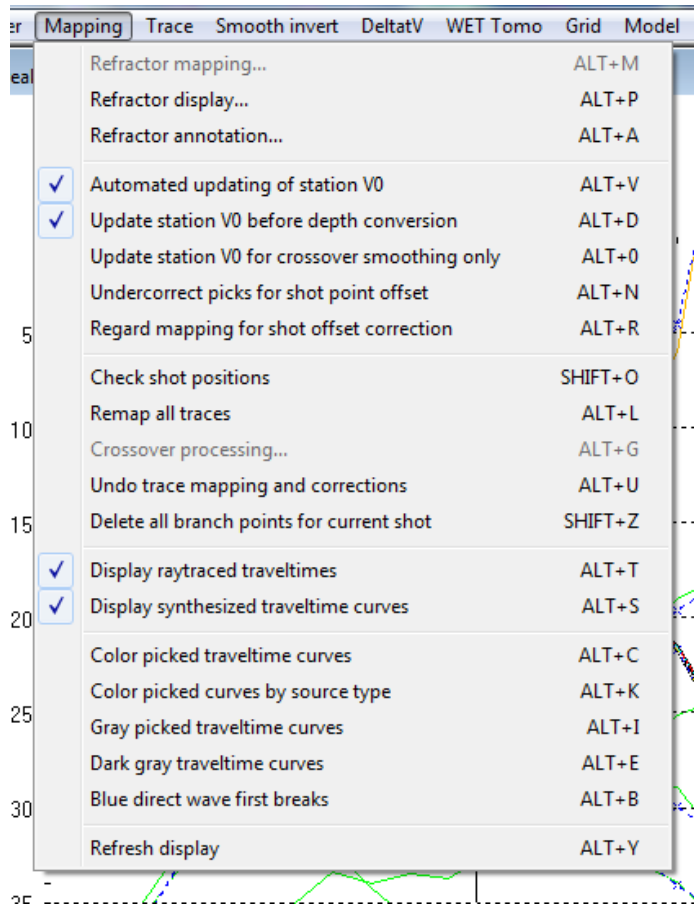 er Mapping Trace Smooth invert DeltatV WET Tomo Grid Model
eal
Refractor mapping... ALT+M
Refractor display... ALT+P
Refractor annotation... ALT+A
Automated updating of station V0 ALT+V
Update station V0 before depth conversion ALT+D
Update station V0 for crossover smoothing only ALT+0
Undercorrect picks for shot point offset ALT+N
Regard mapping for shot offset correction ALT+R
5
Check shot positions SHIFT+O
Remap all traces ALT+L
10
Crossover processing... ALT+G
Undo trace mapping and corrections ALT+U
15
Delete all branch points for current shot SHIFT+Z
Display raytraced traveltimes ALT+T
Display synthesized traveltime curves ALT+S
20
Color picked traveltime curves ALT+C
Color picked curves by source type ALT+K
25
Gray picked traveltime curves ALT+I
Dark gray traveltime curves ALT+E
Blue direct wave first breaks ALT+B
30
Refresh display ALT+Y
35